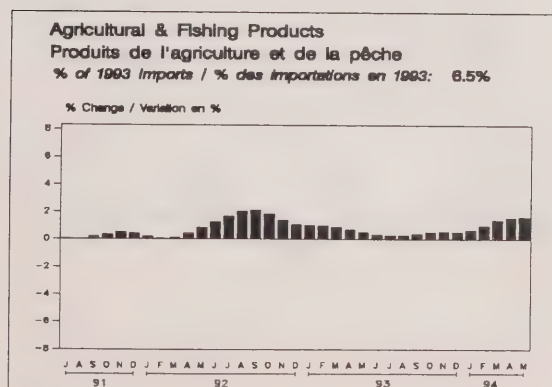 Agricultural & Fishing Products
Produits de l'agriculture et de la pêche
% of 1993 Imports / % des importations en 1993: 6.5%
% Change / Variation en %
8
6
4
2
0
-2
-4
-6
-8
J A S O N D J F M A M J J A S O N D J F M A M J J A S O N D J F M A M
91 92 93 94